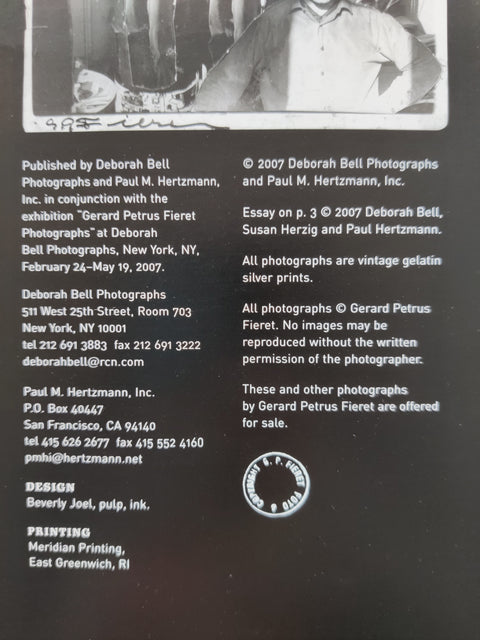 Published by Deborah Bell
Photographs and Paul M. Hertzmann,
Inc. in conjunction with the
exhibition "Gerard Petrus Fieret
Photographs" at Deborah
Bell Photographs, New York, NY,
February 24–May 19, 2007.
Deborah Bell Photographs
511 West 25th Street, Room 703
New York, NY 10001
tel 212 691 3883 fax 212 691 3222
deborahbell@rcn.com
Paul M. Hertzmann, Inc.
P.O. Box 40447
San Francisco, CA 94140
tel 415 626 2677 fax 415 552 4160
pmhi@hertzmann.net
DESIGN
Beverly Joel, pulp, ink.
PRINTING
Meridian Printing,
East Greenwich, RI
© 2007 Deborah Bell Photographs
and Paul M. Hertzmann, Inc.
Essay on p. 3 © 2007 Deborah Bell,
Susan Herzig and Paul Hertzmann.
All photographs are vintage gelatin
silver prints.
All photographs © Gerard Petrus
Fieret. No images may be
reproduced without the written
permission of the photographer.
These and other photographs
by Gerard Petrus Fieret are offered
for sale.
COPYRIGHT G. P. FIERET FOTO &